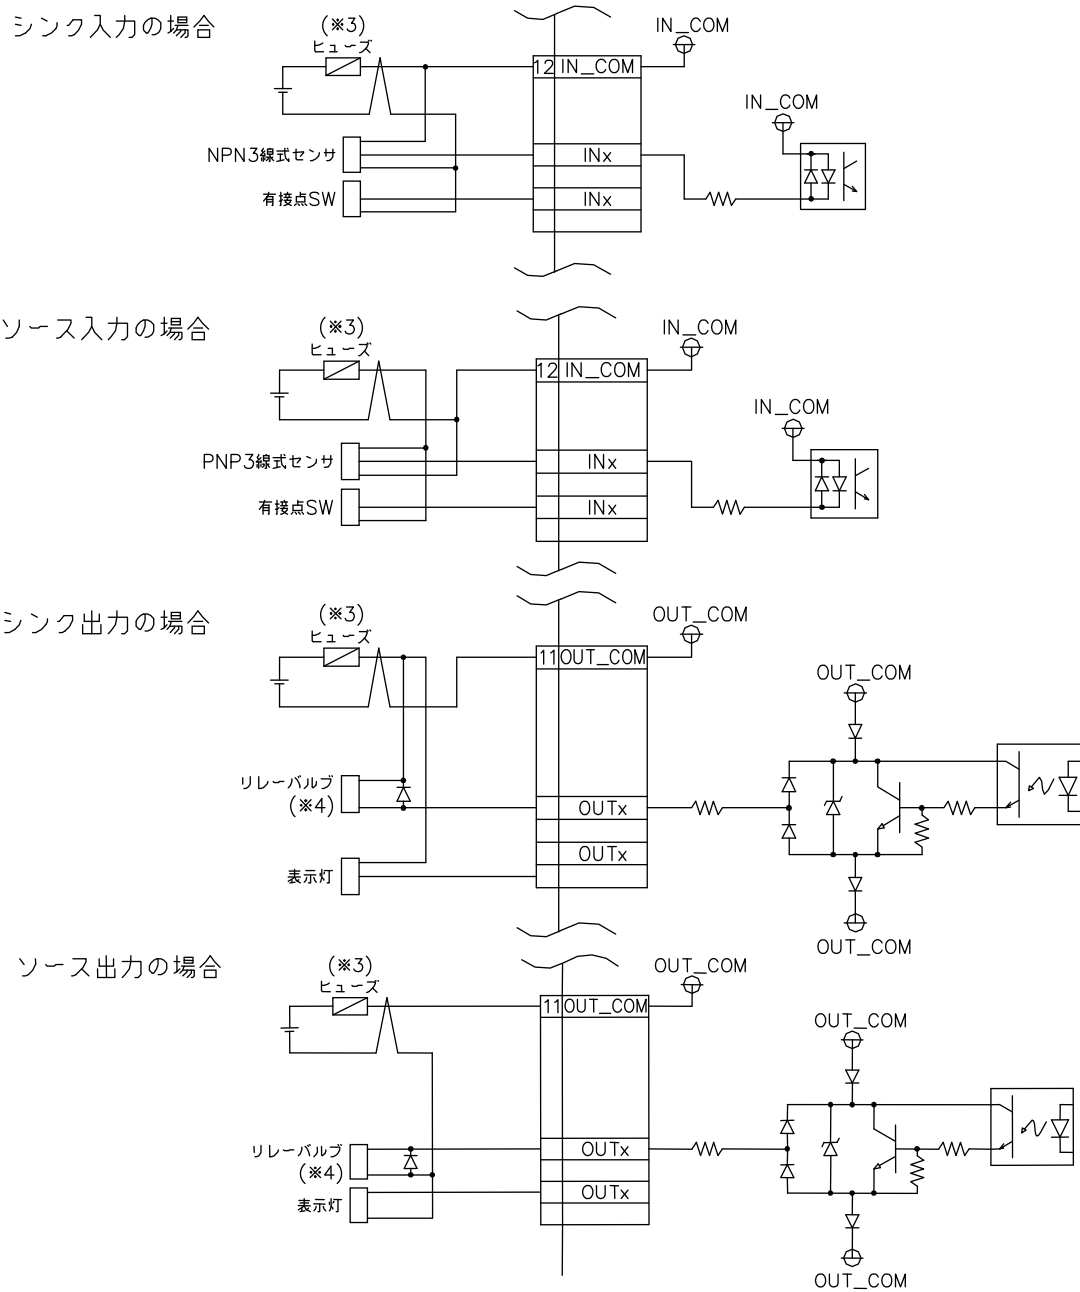 シンク入力の場合
(※3)
ヒューズ
IN_COM
12 IN_COM
IN_COM
NPN3線式センサ
INx
有接点SW
INx
ソース入力の場合
(※3)
ヒューズ
IN_COM
12 IN_COM
IN_COM
PNP3線式センサ
INx
有接点SW
INx
シンク出力の場合
(※3)
ヒューズ
OUT_COM
11 OUT_COM
OUT_COM
リレーバルブ
(※4)
OUTx
OUTx
表示灯
OUT_COM
ソース出力の場合
(※3)
ヒューズ
OUT_COM
11 OUT_COM
OUT_COM
リレーバルブ
(※4)
OUTx
OUTx
表示灯
OUT_COM